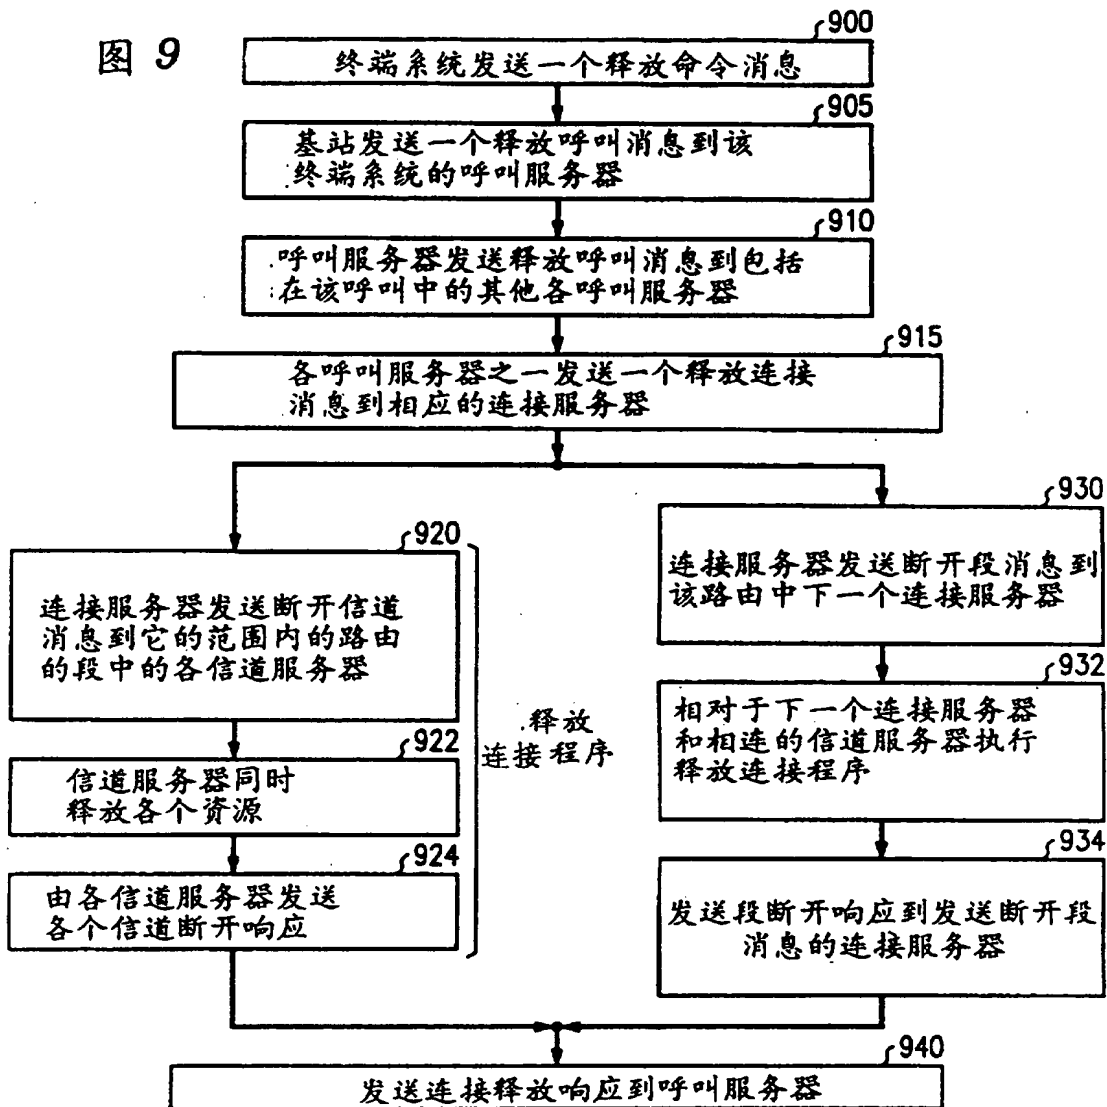 图 9
900
终端系统发送一个释放命令消息
905
基站发送一个释放呼叫消息到该
终端系统的呼叫服务器
910
呼叫服务器发送释放呼叫消息到包括
在该呼叫中的其他各呼叫服务器
915
各呼叫服务器之一发送一个释放连接
消息到相应的连接服务器
920
连接服务器发送断开信道
消息到它的范围内的路由
的段中的各信道服务器
922
信道服务器同时
释放各个资源
924
由各信道服务器发送
各个信道断开响应
释放
连接程序
930
连接服务器发送断开段消息到
该路由中下一个连接服务器
932
相对于下一个连接服务器
和相连的信道服务器执行
释放连接程序
934
发送段断开响应到发送断开段
消息的连接服务器
940
发送连接释放响应到呼叫服务器